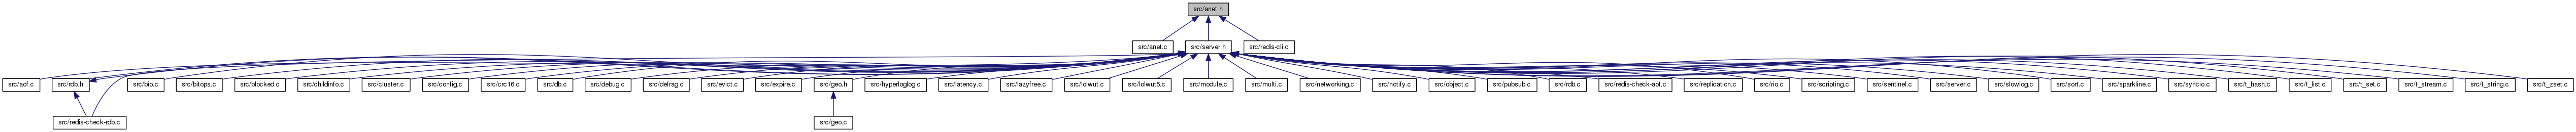 src/anet.h
src/anet.c
src/server.h
src/redis-cli.c
src/aof.c
src/rdb.h
src/bio.c
src/bitops.c
src/blocked.c
src/childinfo.c
src/cluster.c
src/config.c
src/crc16.c
src/db.c
src/debug.c
src/defrag.c
src/evict.c
src/expire.c
src/geo.h
src/hyperloglog.c
src/latency.c
src/lazyfree.c
src/lolwut.c
src/lolwut5.c
src/module.c
src/multi.c
src/networking.c
src/notify.c
src/object.c
src/pubsub.c
src/rdb.c
src/redis-check-aof.c
src/replication.c
src/rio.c
src/scripting.c
src/sentinel.c
src/server.c
src/slowlog.c
src/sort.c
src/sparkline.c
src/syncio.c
src/t_hash.c
src/t_list.c
src/t_set.c
src/t_stream.c
src/t_string.c
src/t_zset.c
src/redis-check-rdb.c
src/geo.c